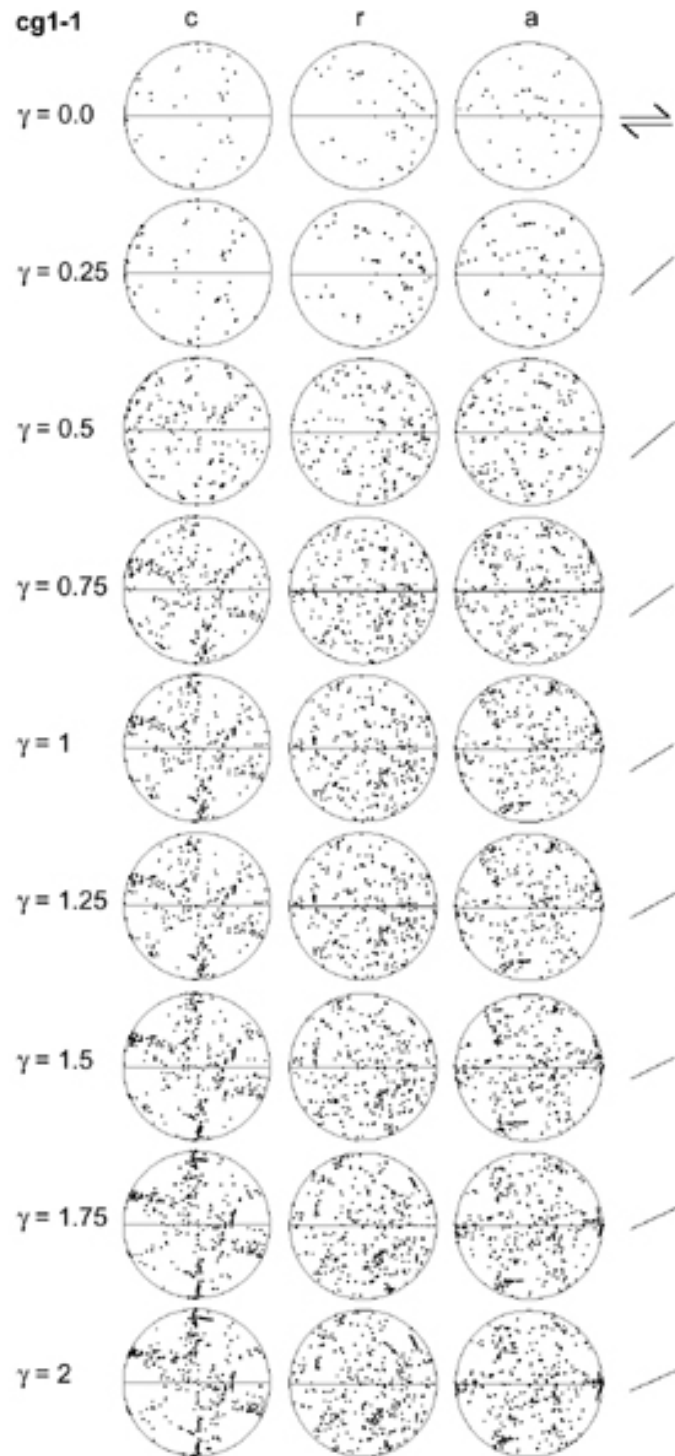 cg1-1 c r a
γ = 0.0
γ = 0.25
γ = 0.5
γ = 0.75
γ = 1
γ = 1.25
γ = 1.5
γ = 1.75
γ = 2